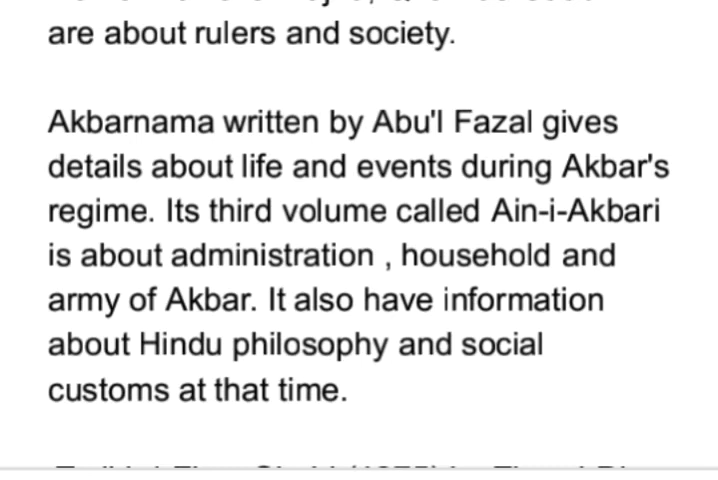 are about rulers and society.
Akbarnama written by Abu'l Fazal gives
details about life and events during Akbar's
regime. Its third volume called Ain-i-Akbari
is about administration , household and
army of Akbar. It also have information
about Hindu philosophy and social
customs at that time.